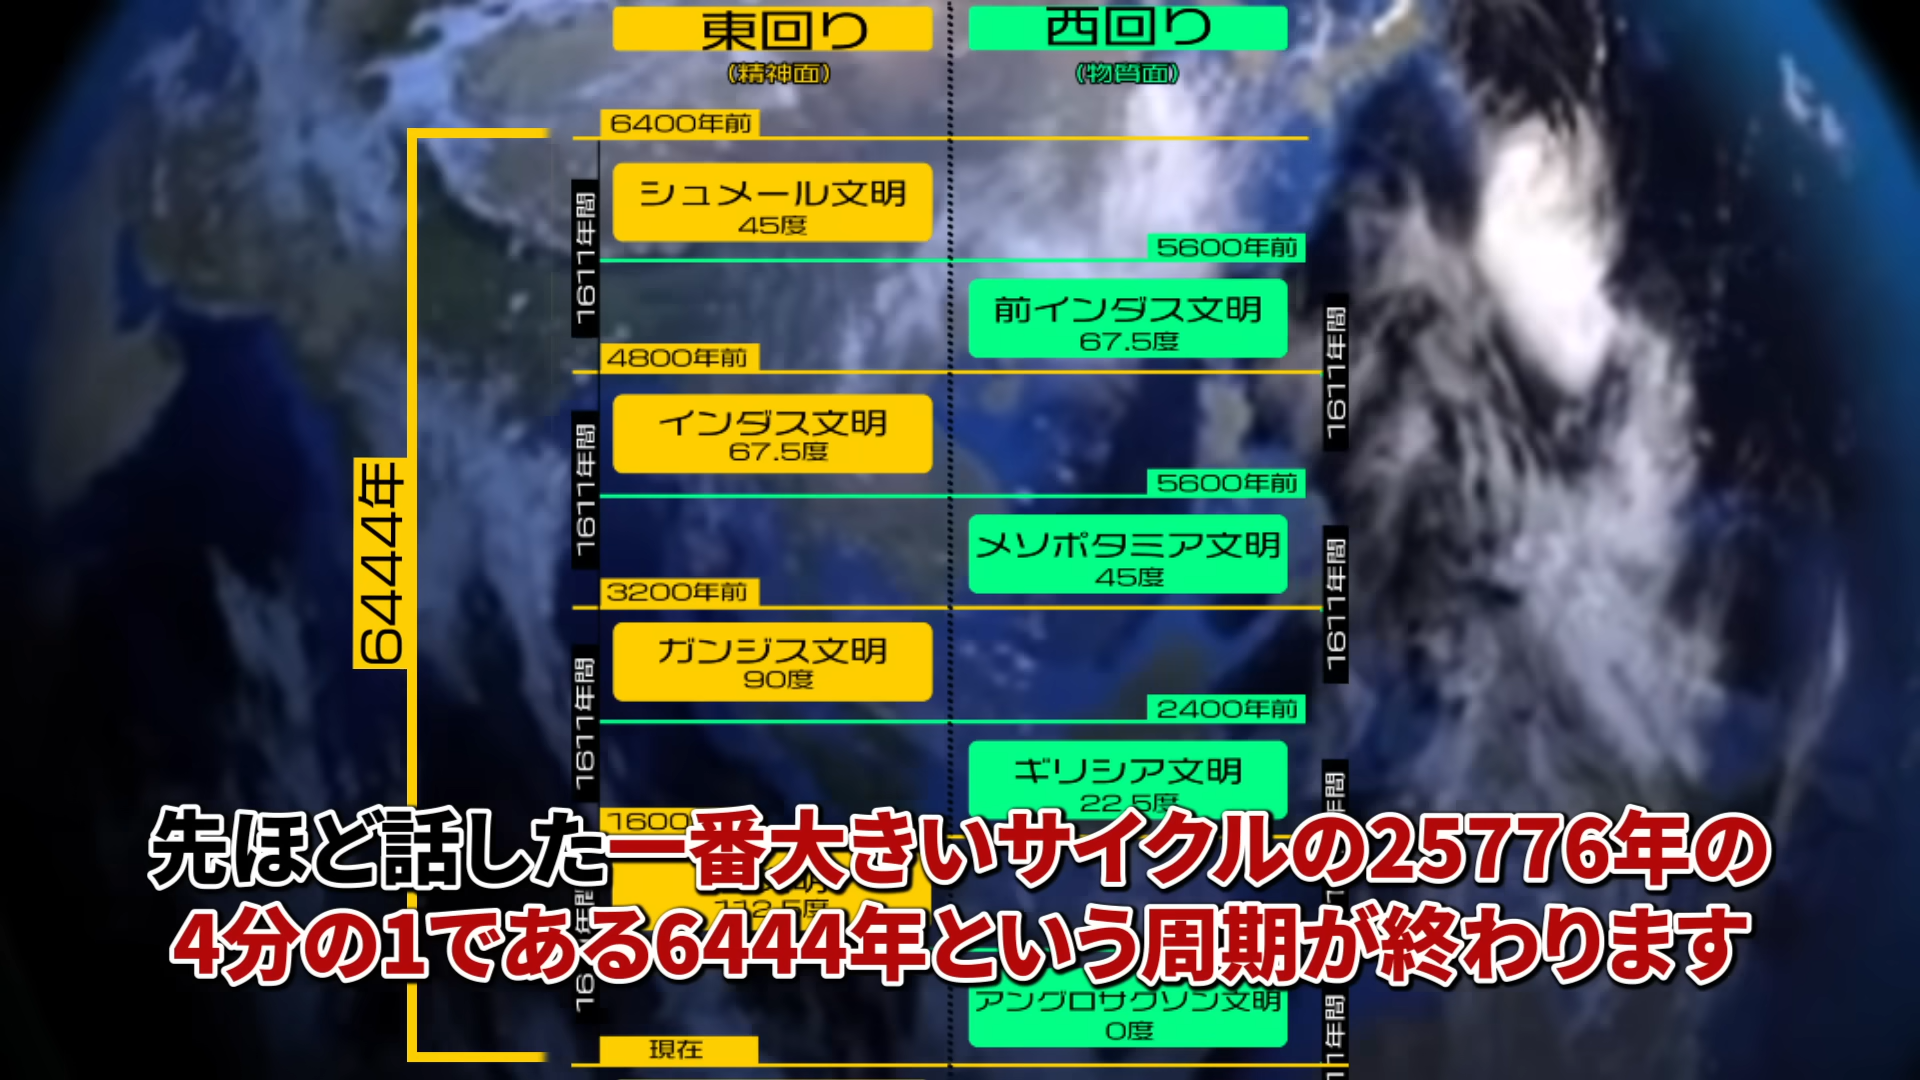 東回り
(精神面)
西回り
(物質面)
6400年前
シュメール文明
45度
1611年間
5600年前
前インダス文明
67.5度
1611年間
4800年前
インダス文明
67.5度
1611年間
5600年前
メソポタミア文明
45度
1611年間
6444年
3200年前
ガンジス文明
90度
1611年間
2400年前
ギリシア文明
22.5度
年間
1600
112.5度
先ほど話した一番大きいサイクルの25776年の
4分の1である6444年という周期が終わります
アングロサクソン文明
0度
現在